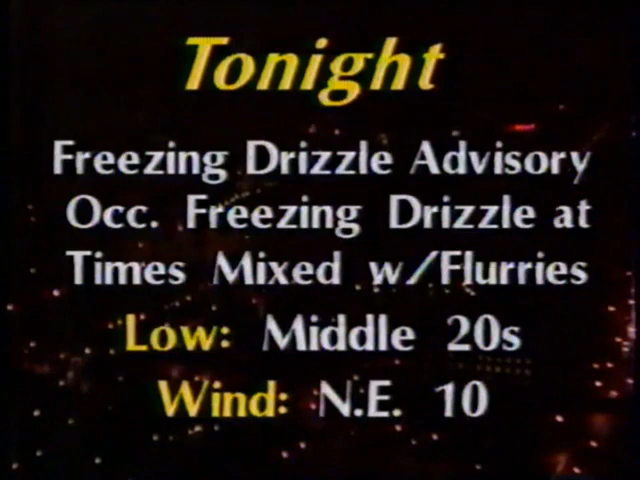 Tonight
Freezing Drizzle Advisory
Occ. Freezing Drizzle at
Times Mixed w/Flurries
Low: Middle 20s
Wind: N.E. 10